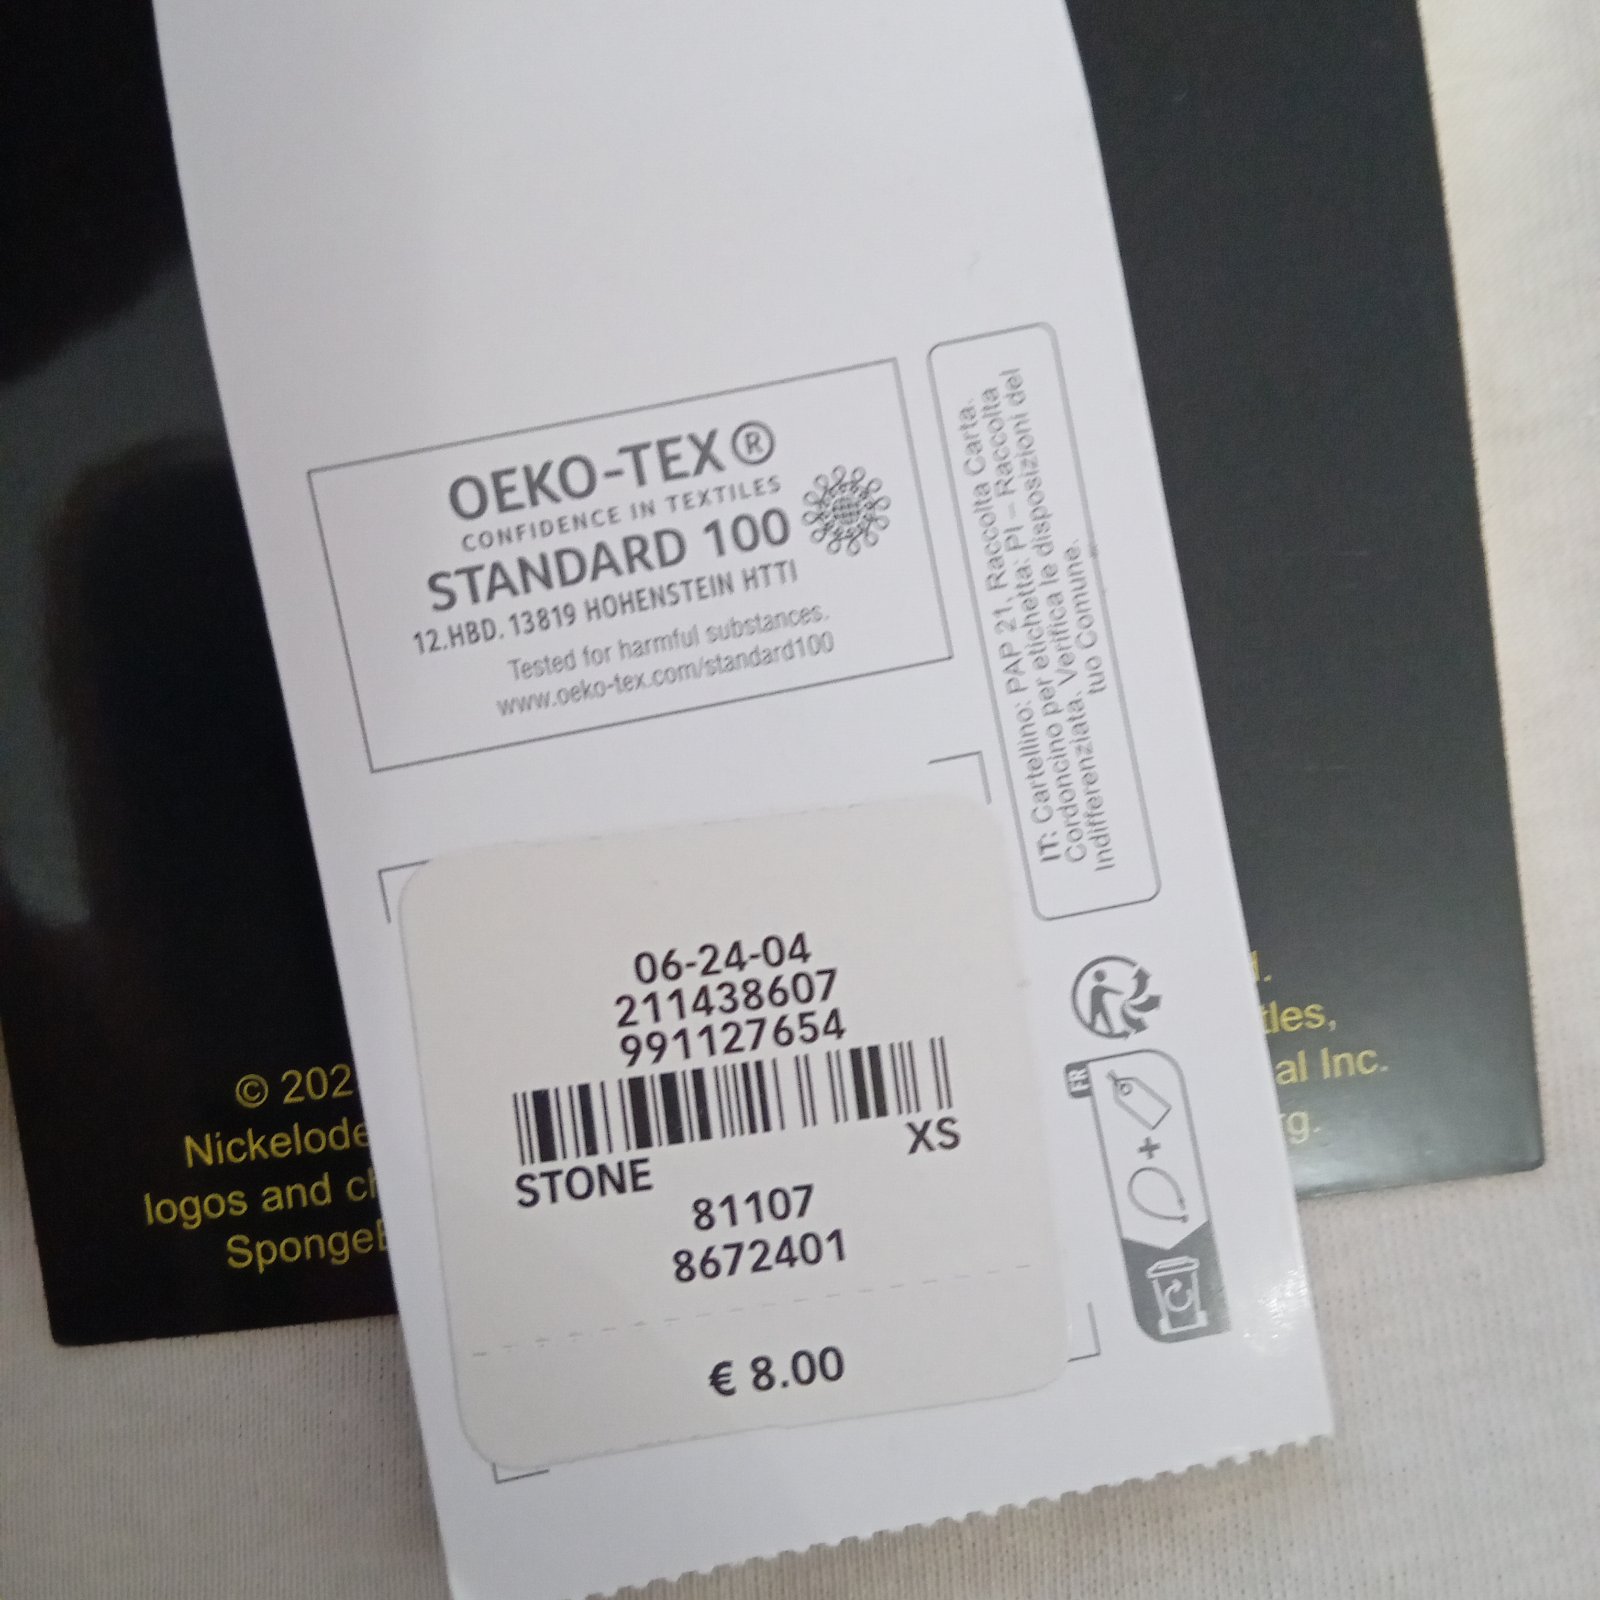 OEKO-TEX®
CONFIDENCE IN TEXTILES
STANDARD 100
12.HBD. 13819 HOHENSTEIN HTTI
Tested for harmful substances.
www.oeko-tex.com/standard100
IT: Cartellino: PAP 21, Raccolta Carta.
Cordoncino per etichetta: PI – Raccolta
Indifferenziata. Verifica le disposizioni del
tuo Comune.
06-24-04
211438607
991127654
STONE
XS
81107
8672401
€ 8.00
FR
© 202
Nickelode
logos and ch
Sponge
tles,
al Inc.
rg.